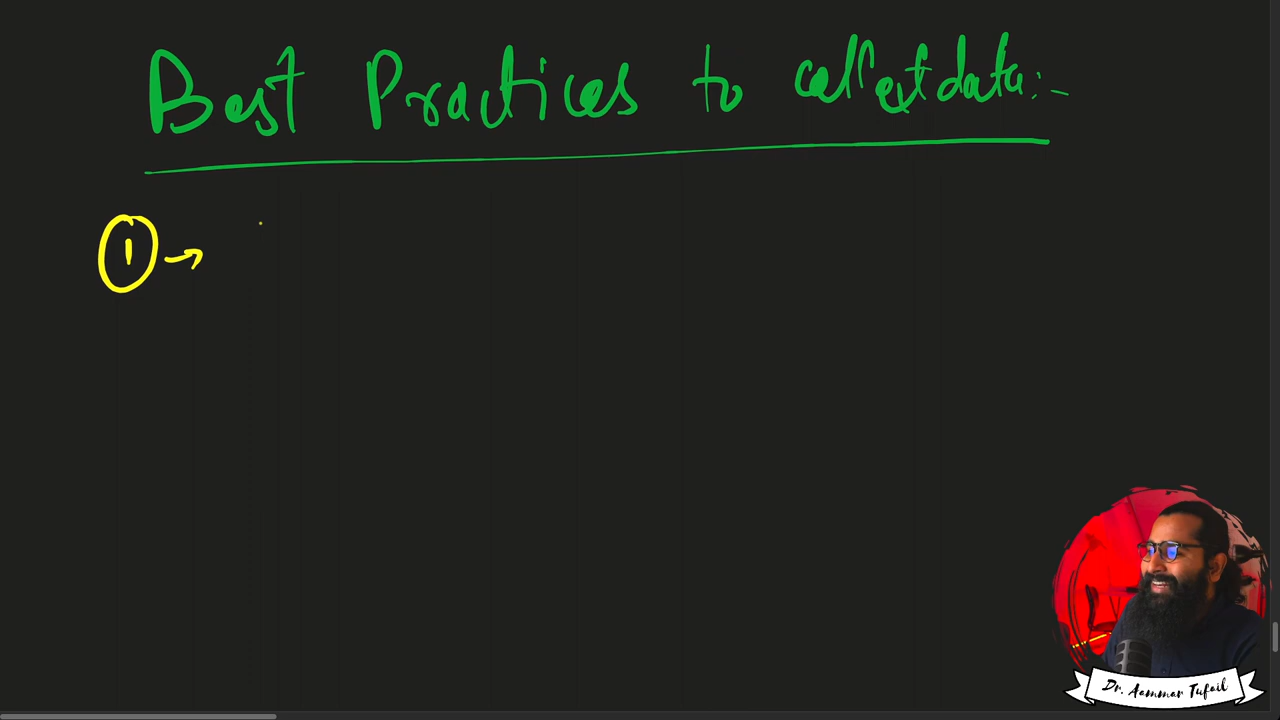 Best Practices to collect data:-
1 →
Dr. Aammar Tufail